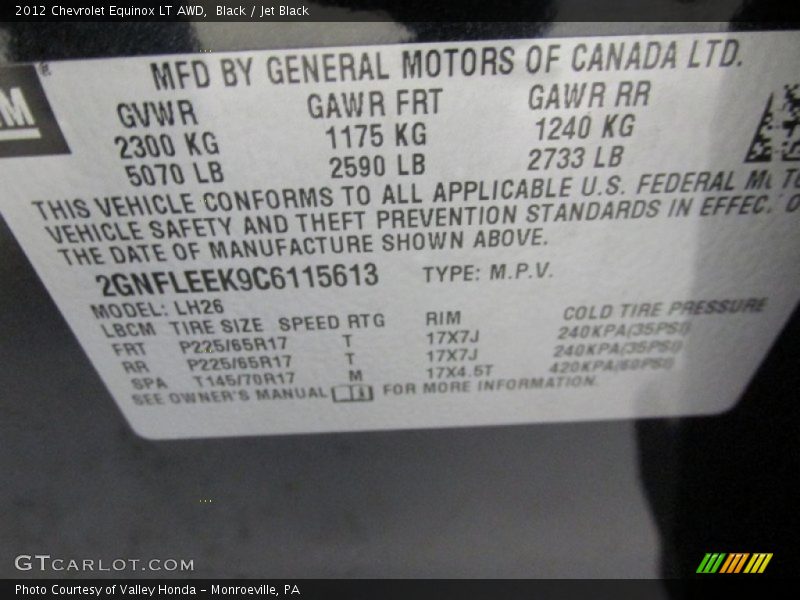 2012 Chevrolet Equinox LT AWD,  Black / Jet Black
MFD BY GENERAL MOTORS OF CANADA LTD.
GVWR GAWR FRT GAWR RR
2300 KG 1175 KG 1240 KG
5070 LB 2590 LB 2733 LB
THIS VEHICLE CONFORMS TO ALL APPLICABLE U.S. FEDERAL
VEHICLE SAFETY AND THEFT PREVENTION STANDARDS IN EFFECT
THE DATE OF MANUFACTURE SHOWN ABOVE.
2GNFLEEK9C6115613 TYPE: M.P.V.
MODEL: LH26
LBCM TIRE SIZE SPEED RTG RIM COLD TIRE PRESSURE
FRT P225/65R17 T 17X7J 240KPA(35PSI)
RR P225/65R17 T 17X7J 240KPA(35PSI)
SPA T145/70R17 M 17X4.5T 420KPA(60PSI)
SEE OWNER'S MANUAL FOR MORE INFORMATION.
GTCARLOT.COM
Photo Courtesy of Valley Honda - Monroeville, PA